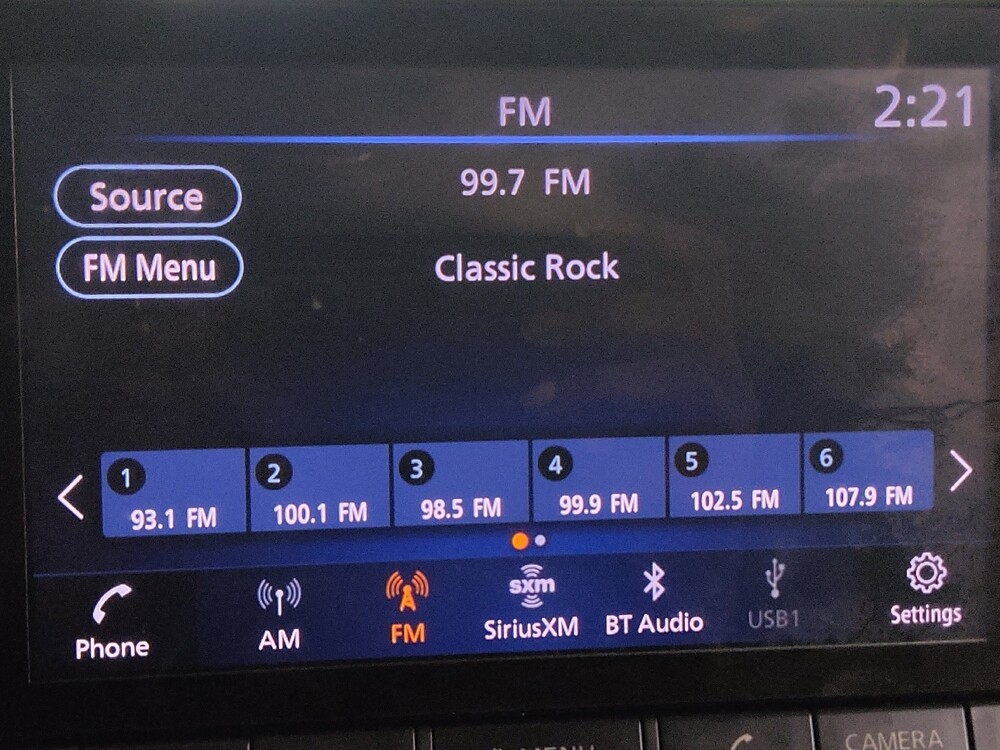 FM
2:21
Source
99.7 FM
FM Menu
Classic Rock
1
2
3
4
5
6
93.1 FM
100.1 FM
98.5 FM
99.9 FM
102.5 FM
107.9 FM
sxm
Phone
AM
FM
SiriusXM
BT Audio
USB1
Settings
MENU
CAMERA